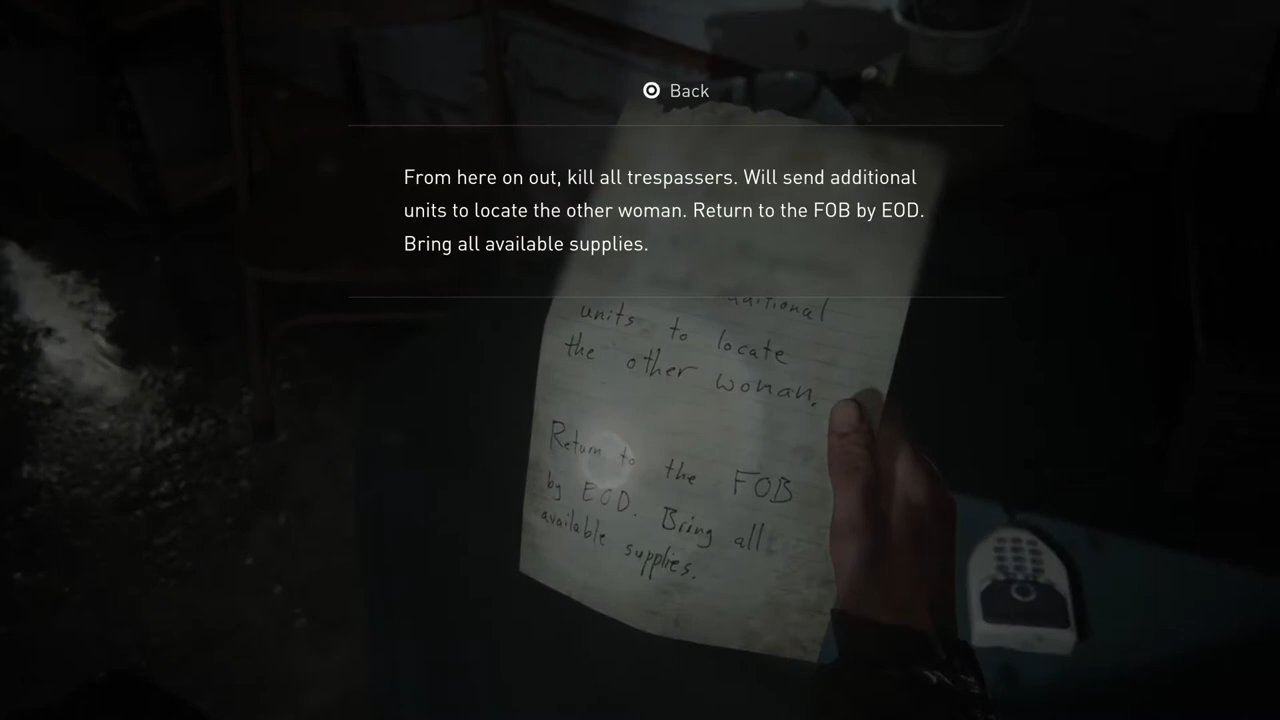 Back
From here on out, kill all trespassers. Will send additional
units to locate the other woman. Return to the FOB by EOD.
Bring all available supplies.
additional
units to locate
the other woman.
Return to the FOB
by EOD. Bring all
available supplies.